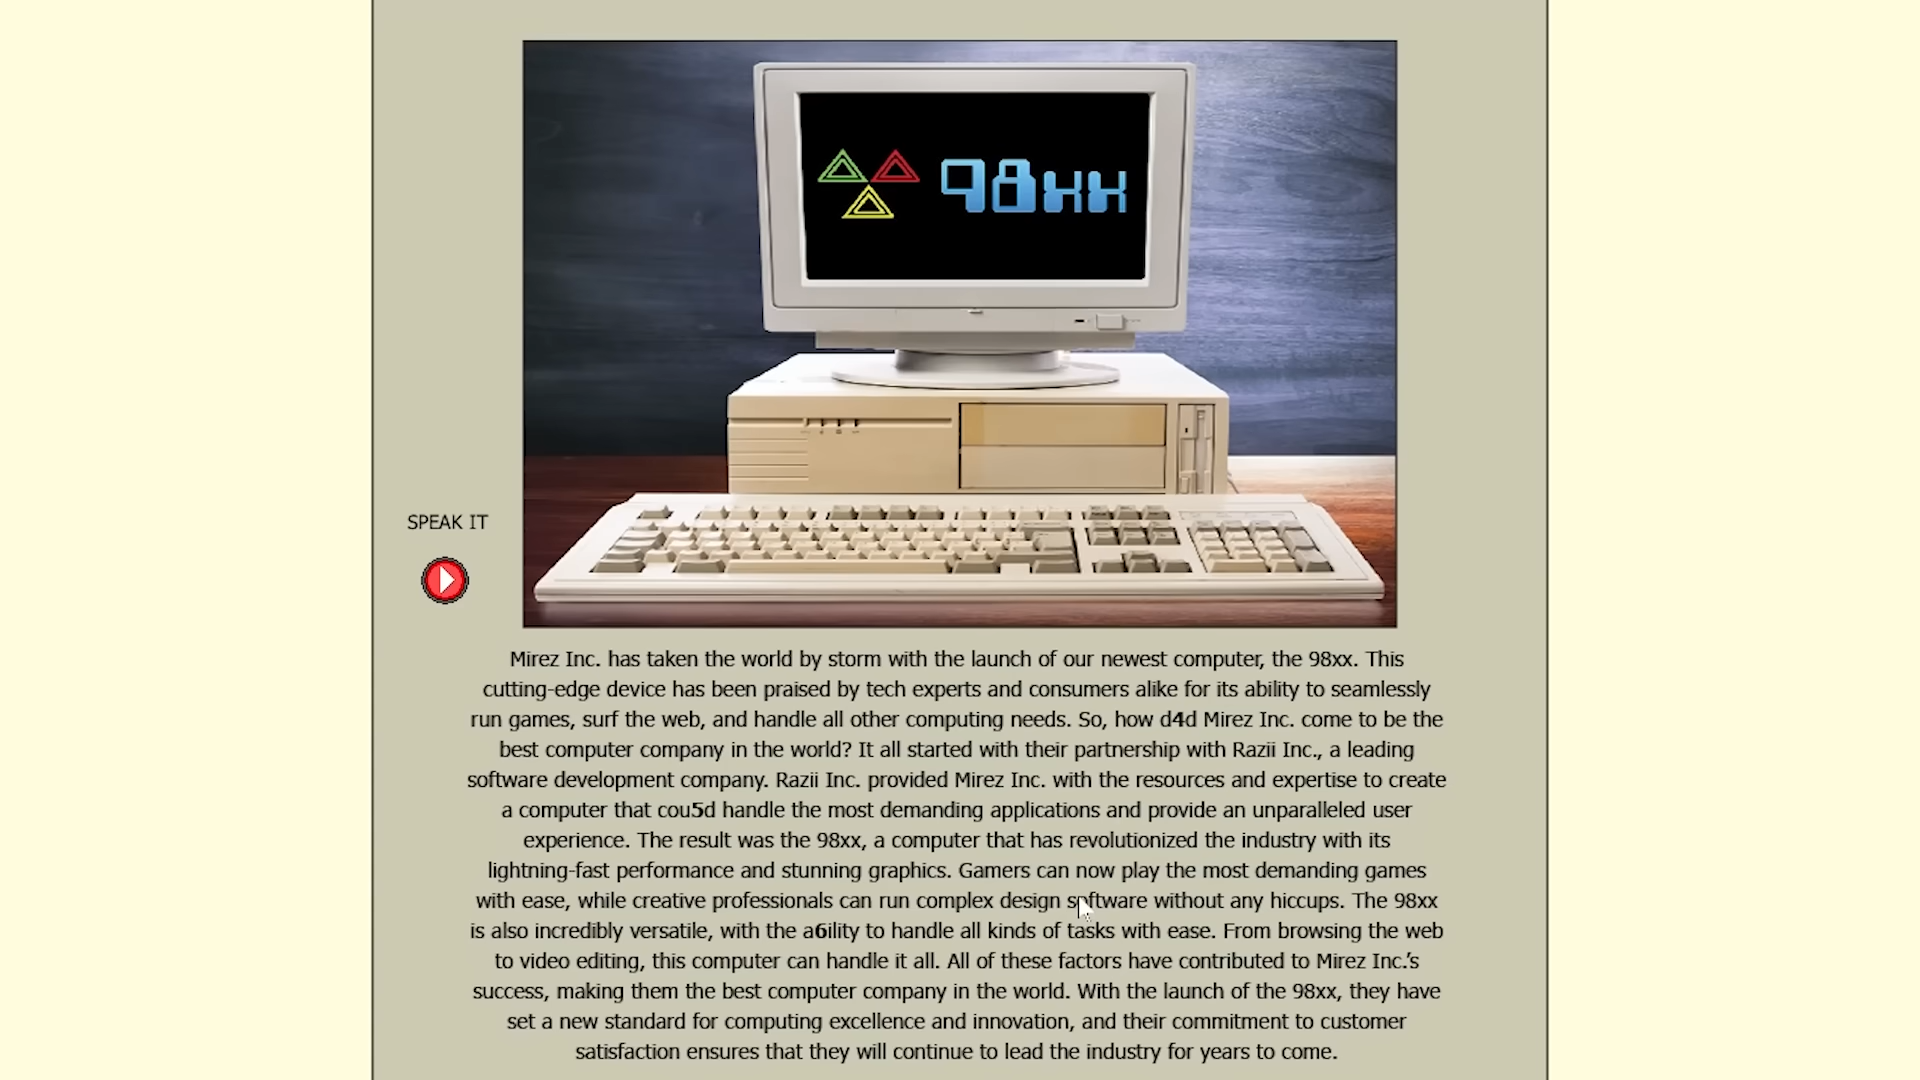 98xx
SPEAK IT
Mirez Inc. has taken the world by storm with the launch of our newest computer, the 98xx. This
cutting-edge device has been praised by tech experts and consumers alike for its ability to seamlessly
run games, surf the web, and handle all other computing needs. So, how d4d Mirez Inc. come to be the
best computer company in the world? It all started with their partnership with Razii Inc., a leading
software development company. Razii Inc. provided Mirez Inc. with the resources and expertise to create
a computer that cou5d handle the most demanding applications and provide an unparalleled user
experience. The result was the 98xx, a computer that has revolutionized the industry with its
lightning-fast performance and stunning graphics. Gamers can now play the most demanding games
with ease, while creative professionals can run complex design software without any hiccups. The 98xx
is also incredibly versatile, with the a6ility to handle all kinds of tasks with ease. From browsing the web
to video editing, this computer can handle it all. All of these factors have contributed to Mirez Inc.'s
success, making them the best computer company in the world. With the launch of the 98xx, they have
set a new standard for computing excellence and innovation, and their commitment to customer
satisfaction ensures that they will continue to lead the industry for years to come.